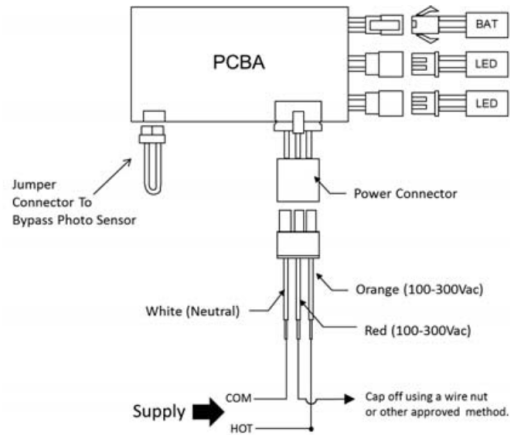 PCBA
BAT
LED
LED
Jumper
Connector To
Bypass Photo Sensor
Power Connector
Orange (100-300Vac)
White (Neutral)
Red (100-300Vac)
COM
Cap off using a wire nut
or other approved method.
Supply
HOT